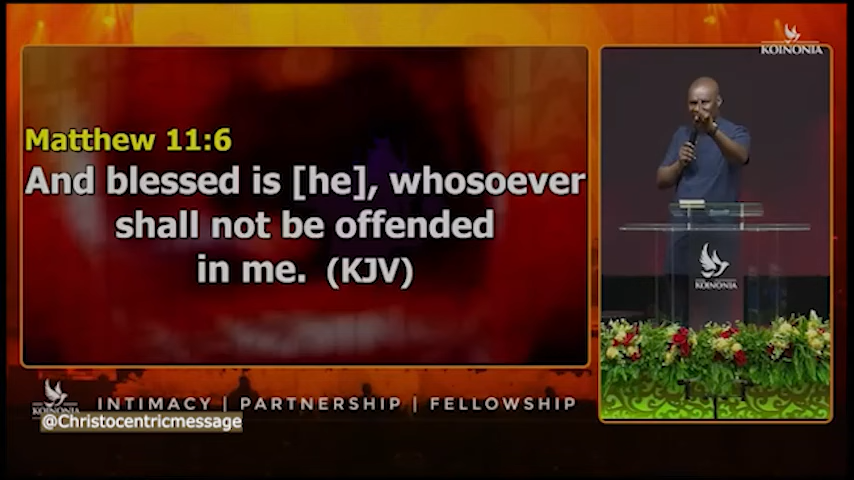 KOINONIA
Matthew 11:6
And blessed is [he], whosoever
shall not be offended
in me. (KJV)
KOINONIA
KOINONIA
INTIMACY | PARTNERSHIP | FELLOWSHIP
@Christocentricmessage